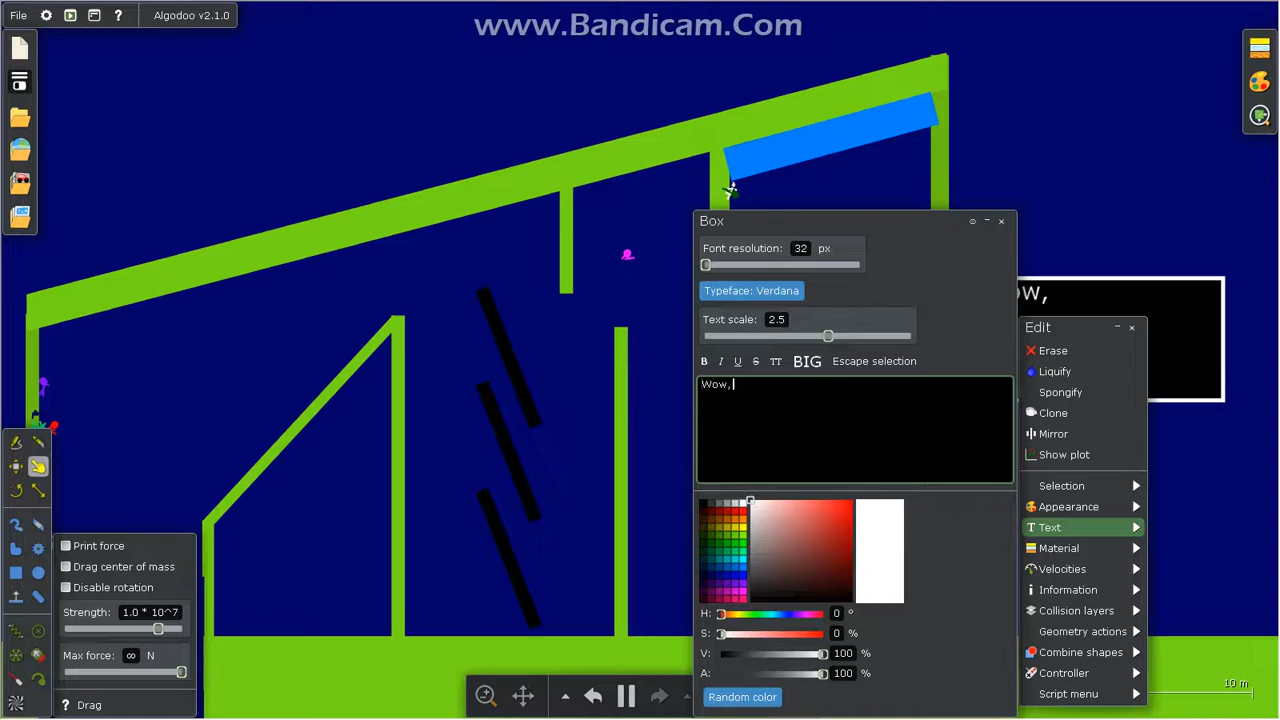 www.Bandicam.Com
File
?
Algodoo v2.1.0
Box
Font resolution: 32 px
Typeface: Verdana
Text scale: 2.5
B I U S TT BIG Escape selection
Wow,
ow,
H: 0 °
S: 0 %
V: 100
A: 100 %
Random color
Edit
Erase
Liquify
Spongify
Clone
Mirror
Show plot
Selection
Appearance
T Text
Material
Velocities
Information
Collision layers
Geometry actions
Combine shapes
Controller
Script menu
Print force
Drag center of mass
Disable rotation
Strength: 1.0 * 10^7
Max force: ∞ N
? Drag
10 m